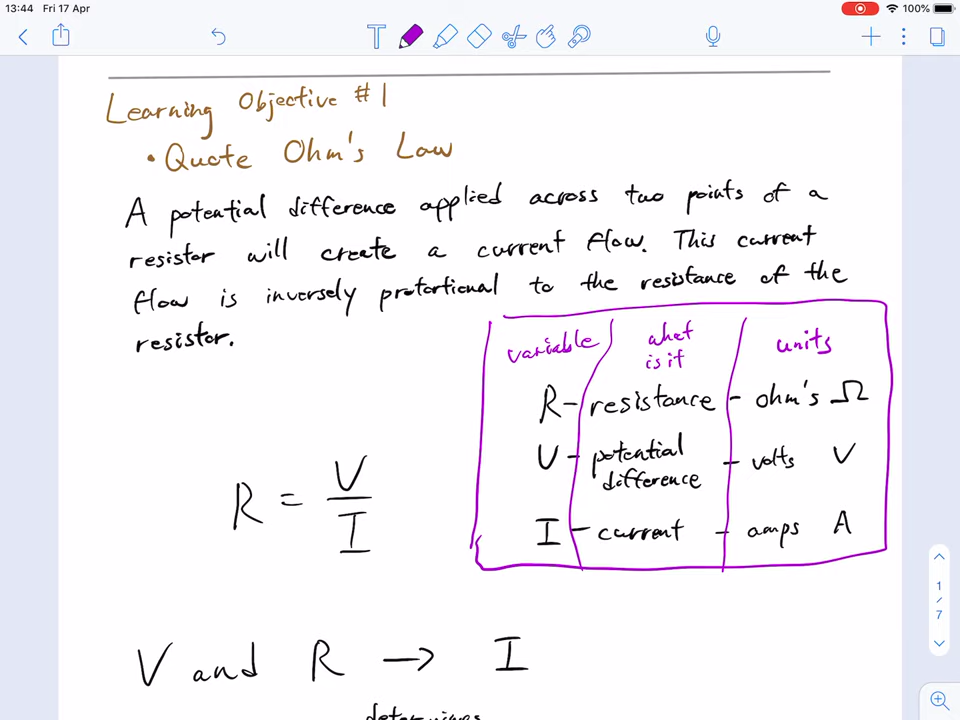 13:44 Fri 17 Apr
100%
Learning Objective #1
• Quote Ohm's Law
A potential difference applied across two points of a
resistor will create a current flow. This current
flow is inversely protortional to the resistance of the
resistor.
variable what is it units
R - resistance - ohm's Ω
V - potential difference - volts V
I - current - amps A
R = V / I
V and R → I
determines
1 / 7